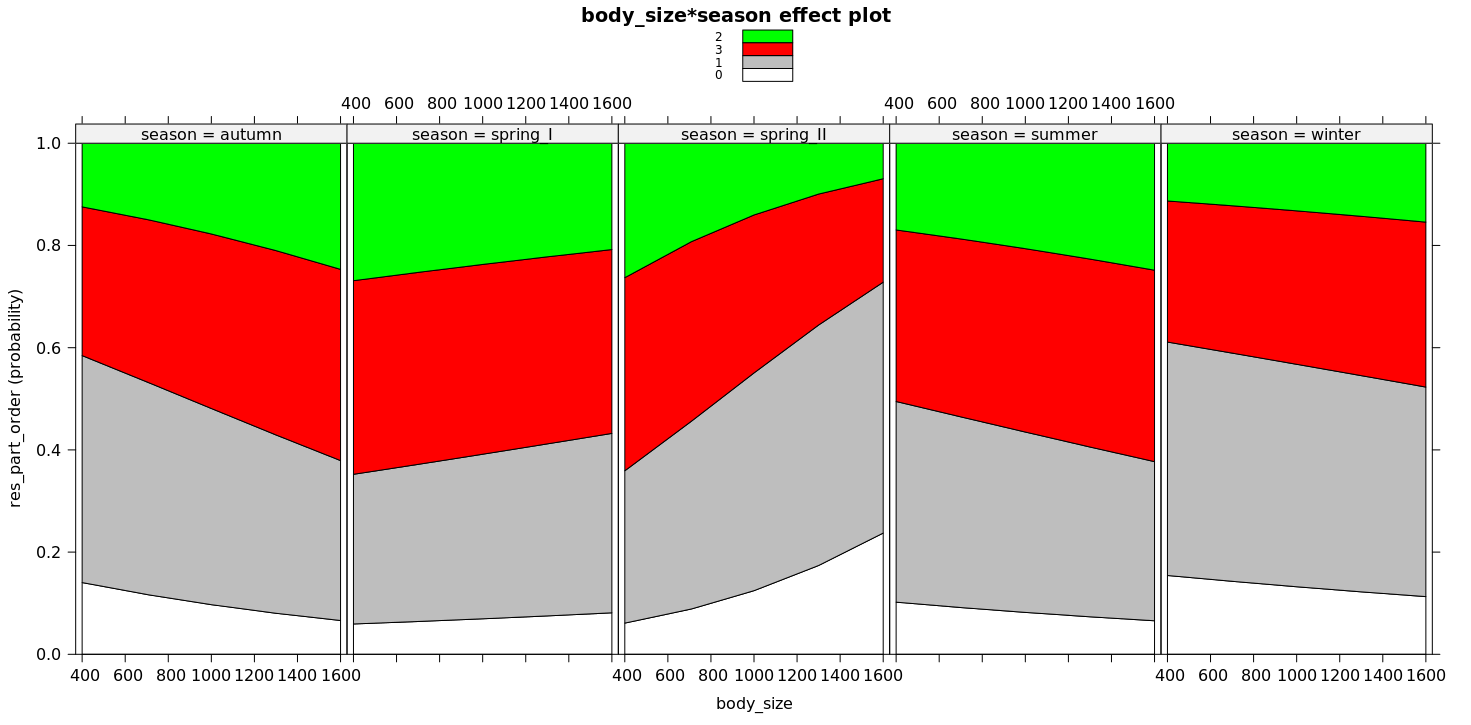 body_size*season effect plot
2
3
1
0
400 600 800 1000 1200 1400 1600 400 600 800 1000 1200 1400 1600
season = autumn season = spring_I season = spring_II season = summer season = winter
1.0
0.8
0.6
0.4
0.2
0.0
res_part_order (probability)
400 600 800 1000 1200 1400 1600 400 600 800 1000 1200 1400 1600 400 600 800 1000 1200 1400 1600
body_size